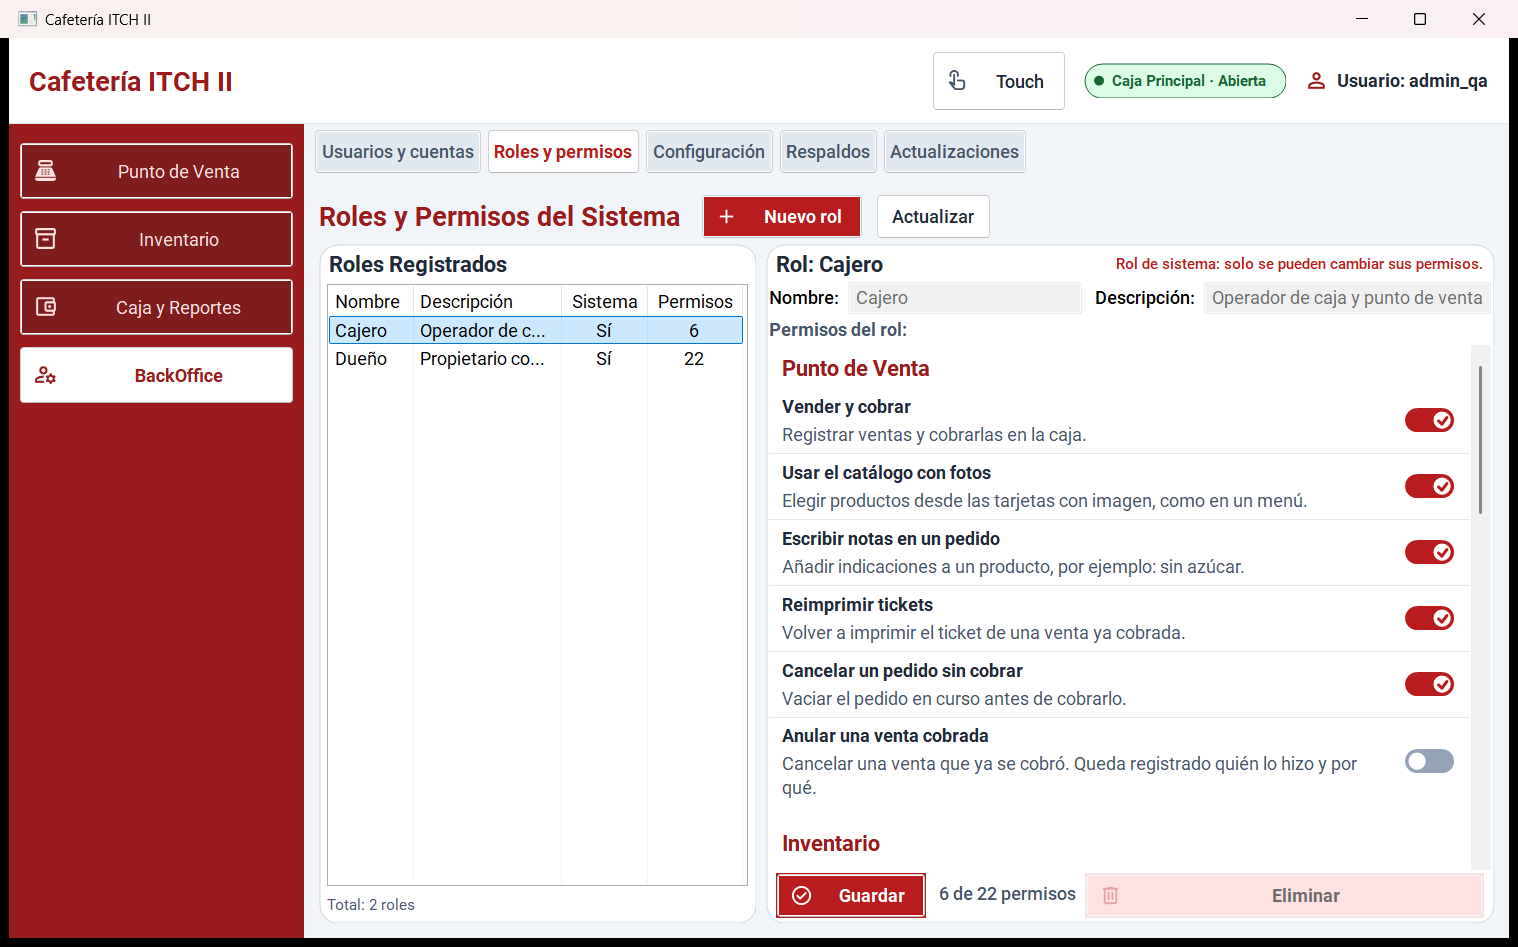 Cafetería ITCH II
Cafetería ITCH II
Touch
Caja Principal · Abierta
Usuario: admin_qa
Punto de Venta
Inventario
Caja y Reportes
BackOffice
Usuarios y cuentas
Roles y permisos
Configuración
Respaldos
Actualizaciones
Roles y Permisos del Sistema
Nuevo rol
Actualizar
Roles Registrados
Nombre Descripción Sistema Permisos
Cajero Operador de c... Sí 6
Dueño Propietario co... Sí 22
Total: 2 roles
Rol: Cajero
Rol de sistema: solo se pueden cambiar sus permisos.
Nombre: Cajero
Descripción: Operador de caja y punto de venta
Permisos del rol:
Punto de Venta
Vender y cobrar
Registrar ventas y cobrarlas en la caja.
Usar el catálogo con fotos
Elegir productos desde las tarjetas con imagen, como en un menú.
Escribir notas en un pedido
Añadir indicaciones a un producto, por ejemplo: sin azúcar.
Reimprimir tickets
Volver a imprimir el ticket de una venta ya cobrada.
Cancelar un pedido sin cobrar
Vaciar el pedido en curso antes de cobrarlo.
Anular una venta cobrada
Cancelar una venta que ya se cobró. Queda registrado quién lo hizo y por
qué.
Inventario
Guardar
6 de 22 permisos
Eliminar